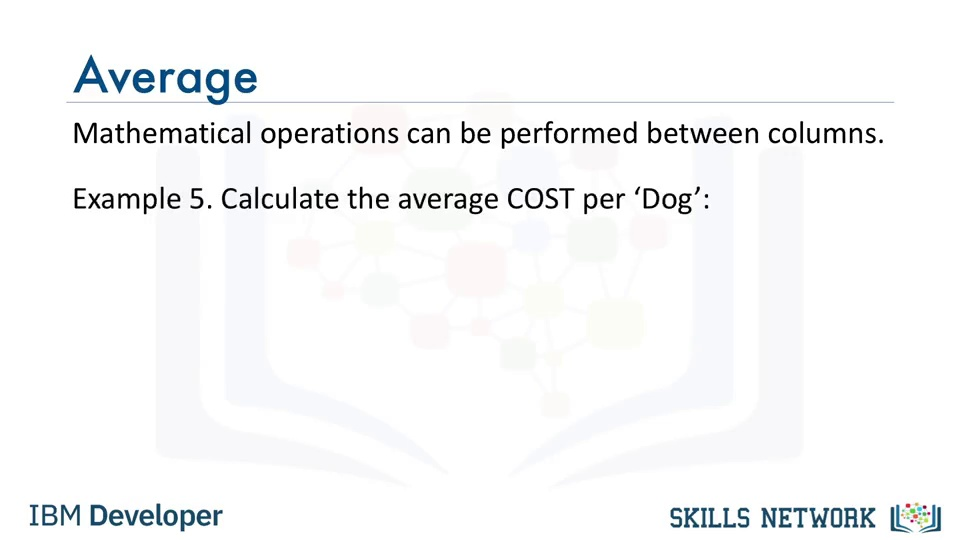 Average
Mathematical operations can be performed between columns.
Example 5. Calculate the average COST per ‘Dog’:
IBM Developer
SKILLS NETWORK